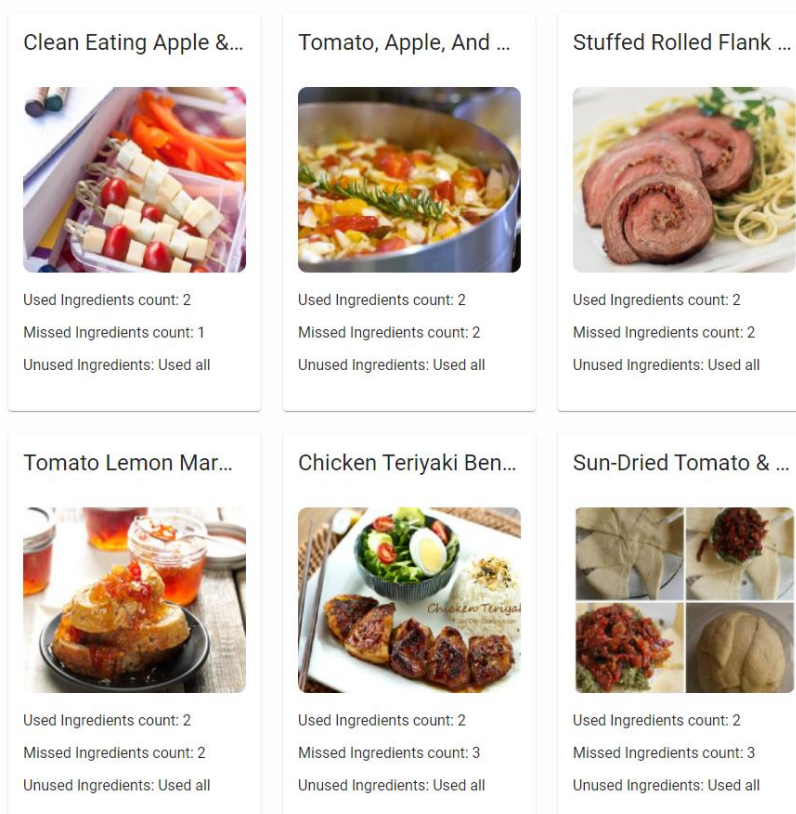 Clean Eating Apple &...
Tomato, Apple, And ...
Stuffed Rolled Flank ...
Used Ingredients count: 2
Missed Ingredients count: 1
Unused Ingredients: Used all
Used Ingredients count: 2
Missed Ingredients count: 2
Unused Ingredients: Used all
Used Ingredients count: 2
Missed Ingredients count: 2
Unused Ingredients: Used all
Tomato Lemon Mar...
Chicken Teriyaki Ben...
Sun-Dried Tomato & ...
Chicken Teriyak
Used Ingredients count: 2
Missed Ingredients count: 2
Unused Ingredients: Used all
Used Ingredients count: 2
Missed Ingredients count: 3
Unused Ingredients: Used all
Used Ingredients count: 2
Missed Ingredients count: 3
Unused Ingredients: Used all